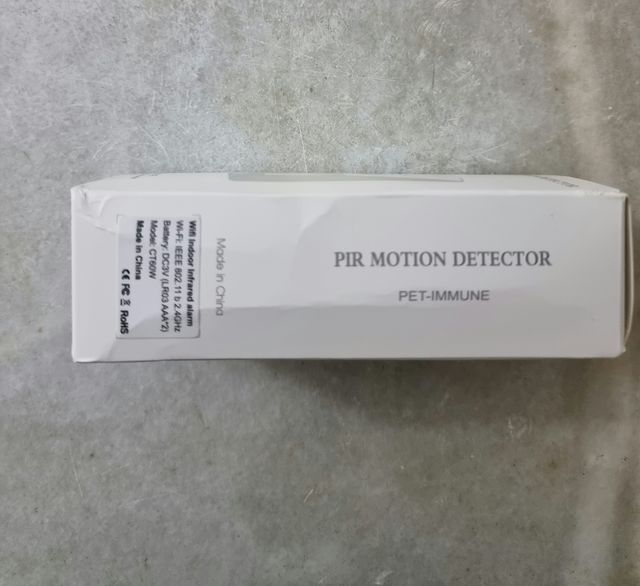 PIR MOTION DETECTOR
PET-IMMUNE
Made in China
Wifi Indoor Infrared alarm
Wi-Fi: IEEE 802.11 b 2.4GHz
Battery: DC3V (LR03 AAA*2)
Model: CT60W
Made in China
CE FC RoHS